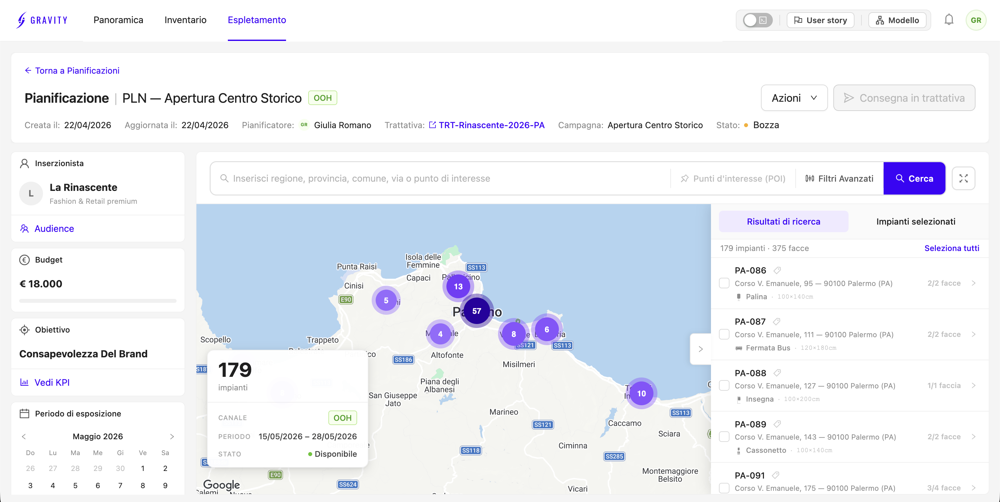 GRAVITY
Panoramica
Inventario
Espletamento
User story
Modello
GR
Torna a Pianificazioni
Pianificazione | PLN — Apertura Centro Storico OOH
Azioni
Consegna in trattativa
Creata il: 22/04/2026 Aggiornata il: 22/04/2026 Pianificatore: GR Giulia Romano Trattativa: TRT-Rinascente-2026-PA Campagna: Apertura Centro Storico Stato: Bozza
Inserzionista
L
La Rinascente
Fashion & Retail premium
Audience
Budget
€ 18.000
Obiettivo
Consapevolezza Del Brand
Vedi KPI
Periodo di esposizione
Maggio 2026
Do Lu Ma Me Gi Ve Sa
26 27 28 29 30 1 2
3 4 5 6 7 8 9
Inserisci regione, provincia, comune, via o punto di interesse
Punti d'interesse (POI)
Filtri Avanzati
Cerca
Isola delle
Femmine
Punta Raisi
SS113
Capaci
Cinisi
13
E90
5
57
4
8
6
SS121
SS113
Scopello
Trappeto
Altofonte
SS186
Misilmeri
Piana degli
Albanesi
San Giuseppe
Jato
10
Marineo
SS113
SS121
Caccamo
Sciara
Ciminna
SS118
SS285
Montemaggiore
Belsito
E90
SS624
Vicari
Google
179
impianti
CANALE OOH
PERIODO 15/05/2026 – 28/05/2026
STATO Disponibile
Risultati di ricerca
Impianti selezionati
179 impianti · 375 facce
Seleziona tutti
PA-086
Corso V. Emanuele, 95 — 90100 Palermo (PA)
2/2 facce
Palina · 100×140cm
PA-087
Corso V. Emanuele, 111 — 90100 Palermo (PA)
2/2 facce
Fermata Bus · 120×180cm
PA-088
Corso V. Emanuele, 127 — 90100 Palermo (PA)
1/1 faccia
Insegna · 100×200cm
PA-089
Corso V. Emanuele, 143 — 90100 Palermo (PA)
2/2 facce
Cassonetto · 100×140cm
PA-091
Corso V. Emanuele, 175 — 90100 Palermo (PA)
3/4 facce